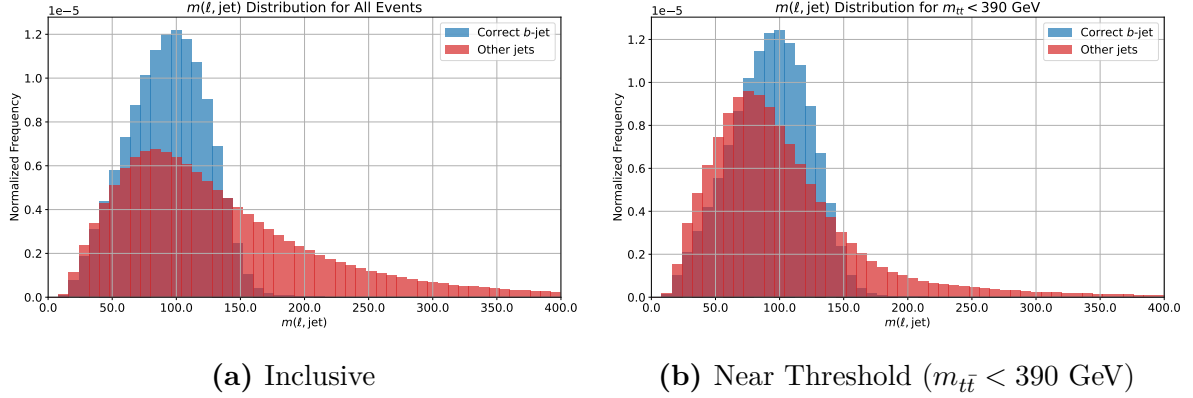 m(ℓ, jet) Distribution for All Events
1e−5
Correct b-jet
Other jets
Normalized Frequency
1.2
1.0
0.8
0.6
0.4
0.2
0.0
0.0 50.0 100.0 150.0 200.0 250.0 300.0 350.0 400.0
m(ℓ, jet)
(a) Inclusive
m(ℓ, jet) Distribution for m_{tt} < 390 GeV
1e−5
Correct b-jet
Other jets
Normalized Frequency
1.2
1.0
0.8
0.6
0.4
0.2
0.0
0.0 50.0 100.0 150.0 200.0 250.0 300.0 350.0 400.0
m(ℓ, jet)
(b) Near Threshold (m_{tt̄} < 390 GeV)